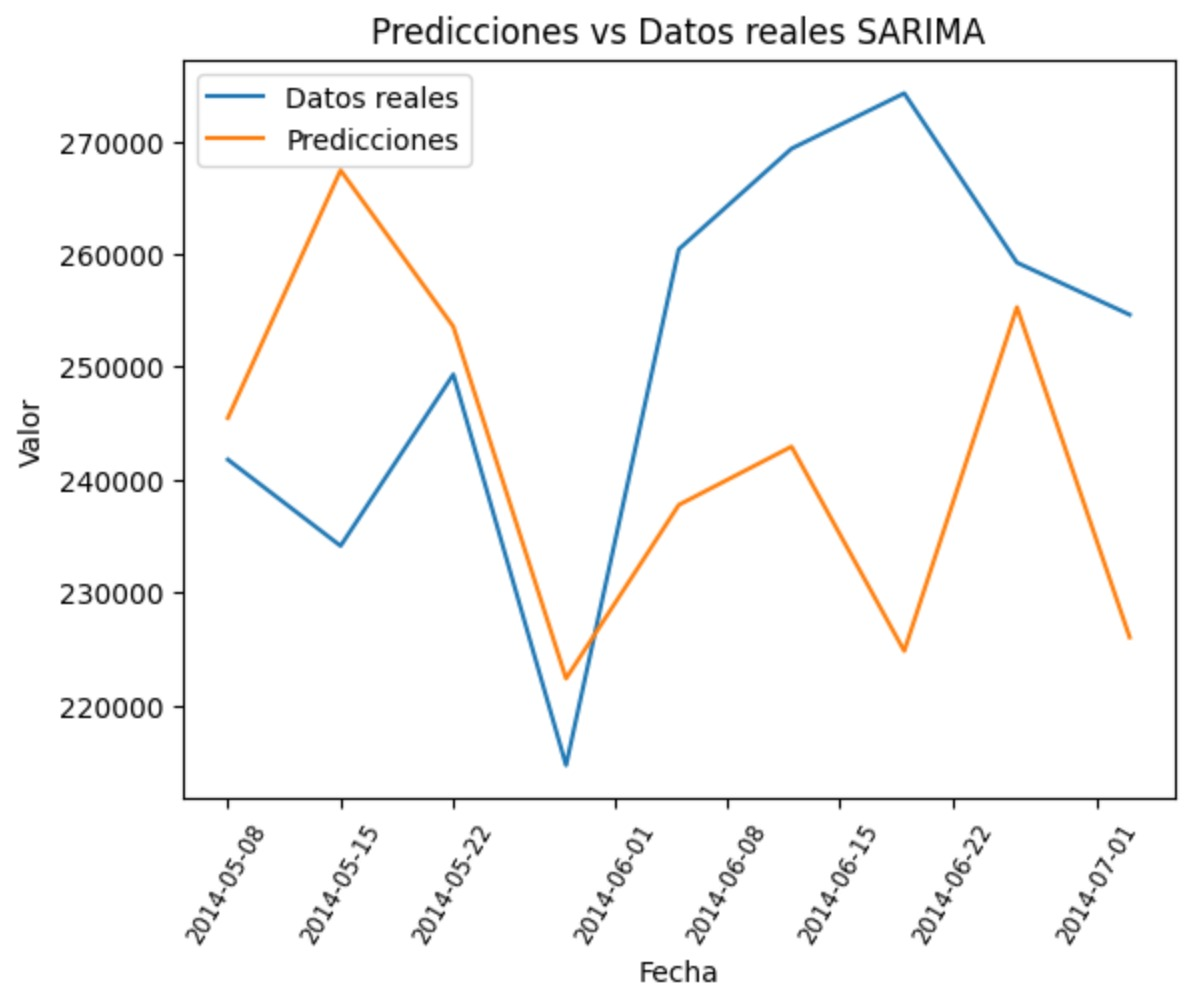 Predicciones vs Datos reales SARIMA
Datos reales
Predicciones
270000
260000
250000
240000
230000
220000
Valor
2014-05-08
2014-05-15
2014-05-22
2014-06-01
2014-06-08
2014-06-15
2014-06-22
2014-07-01
Fecha